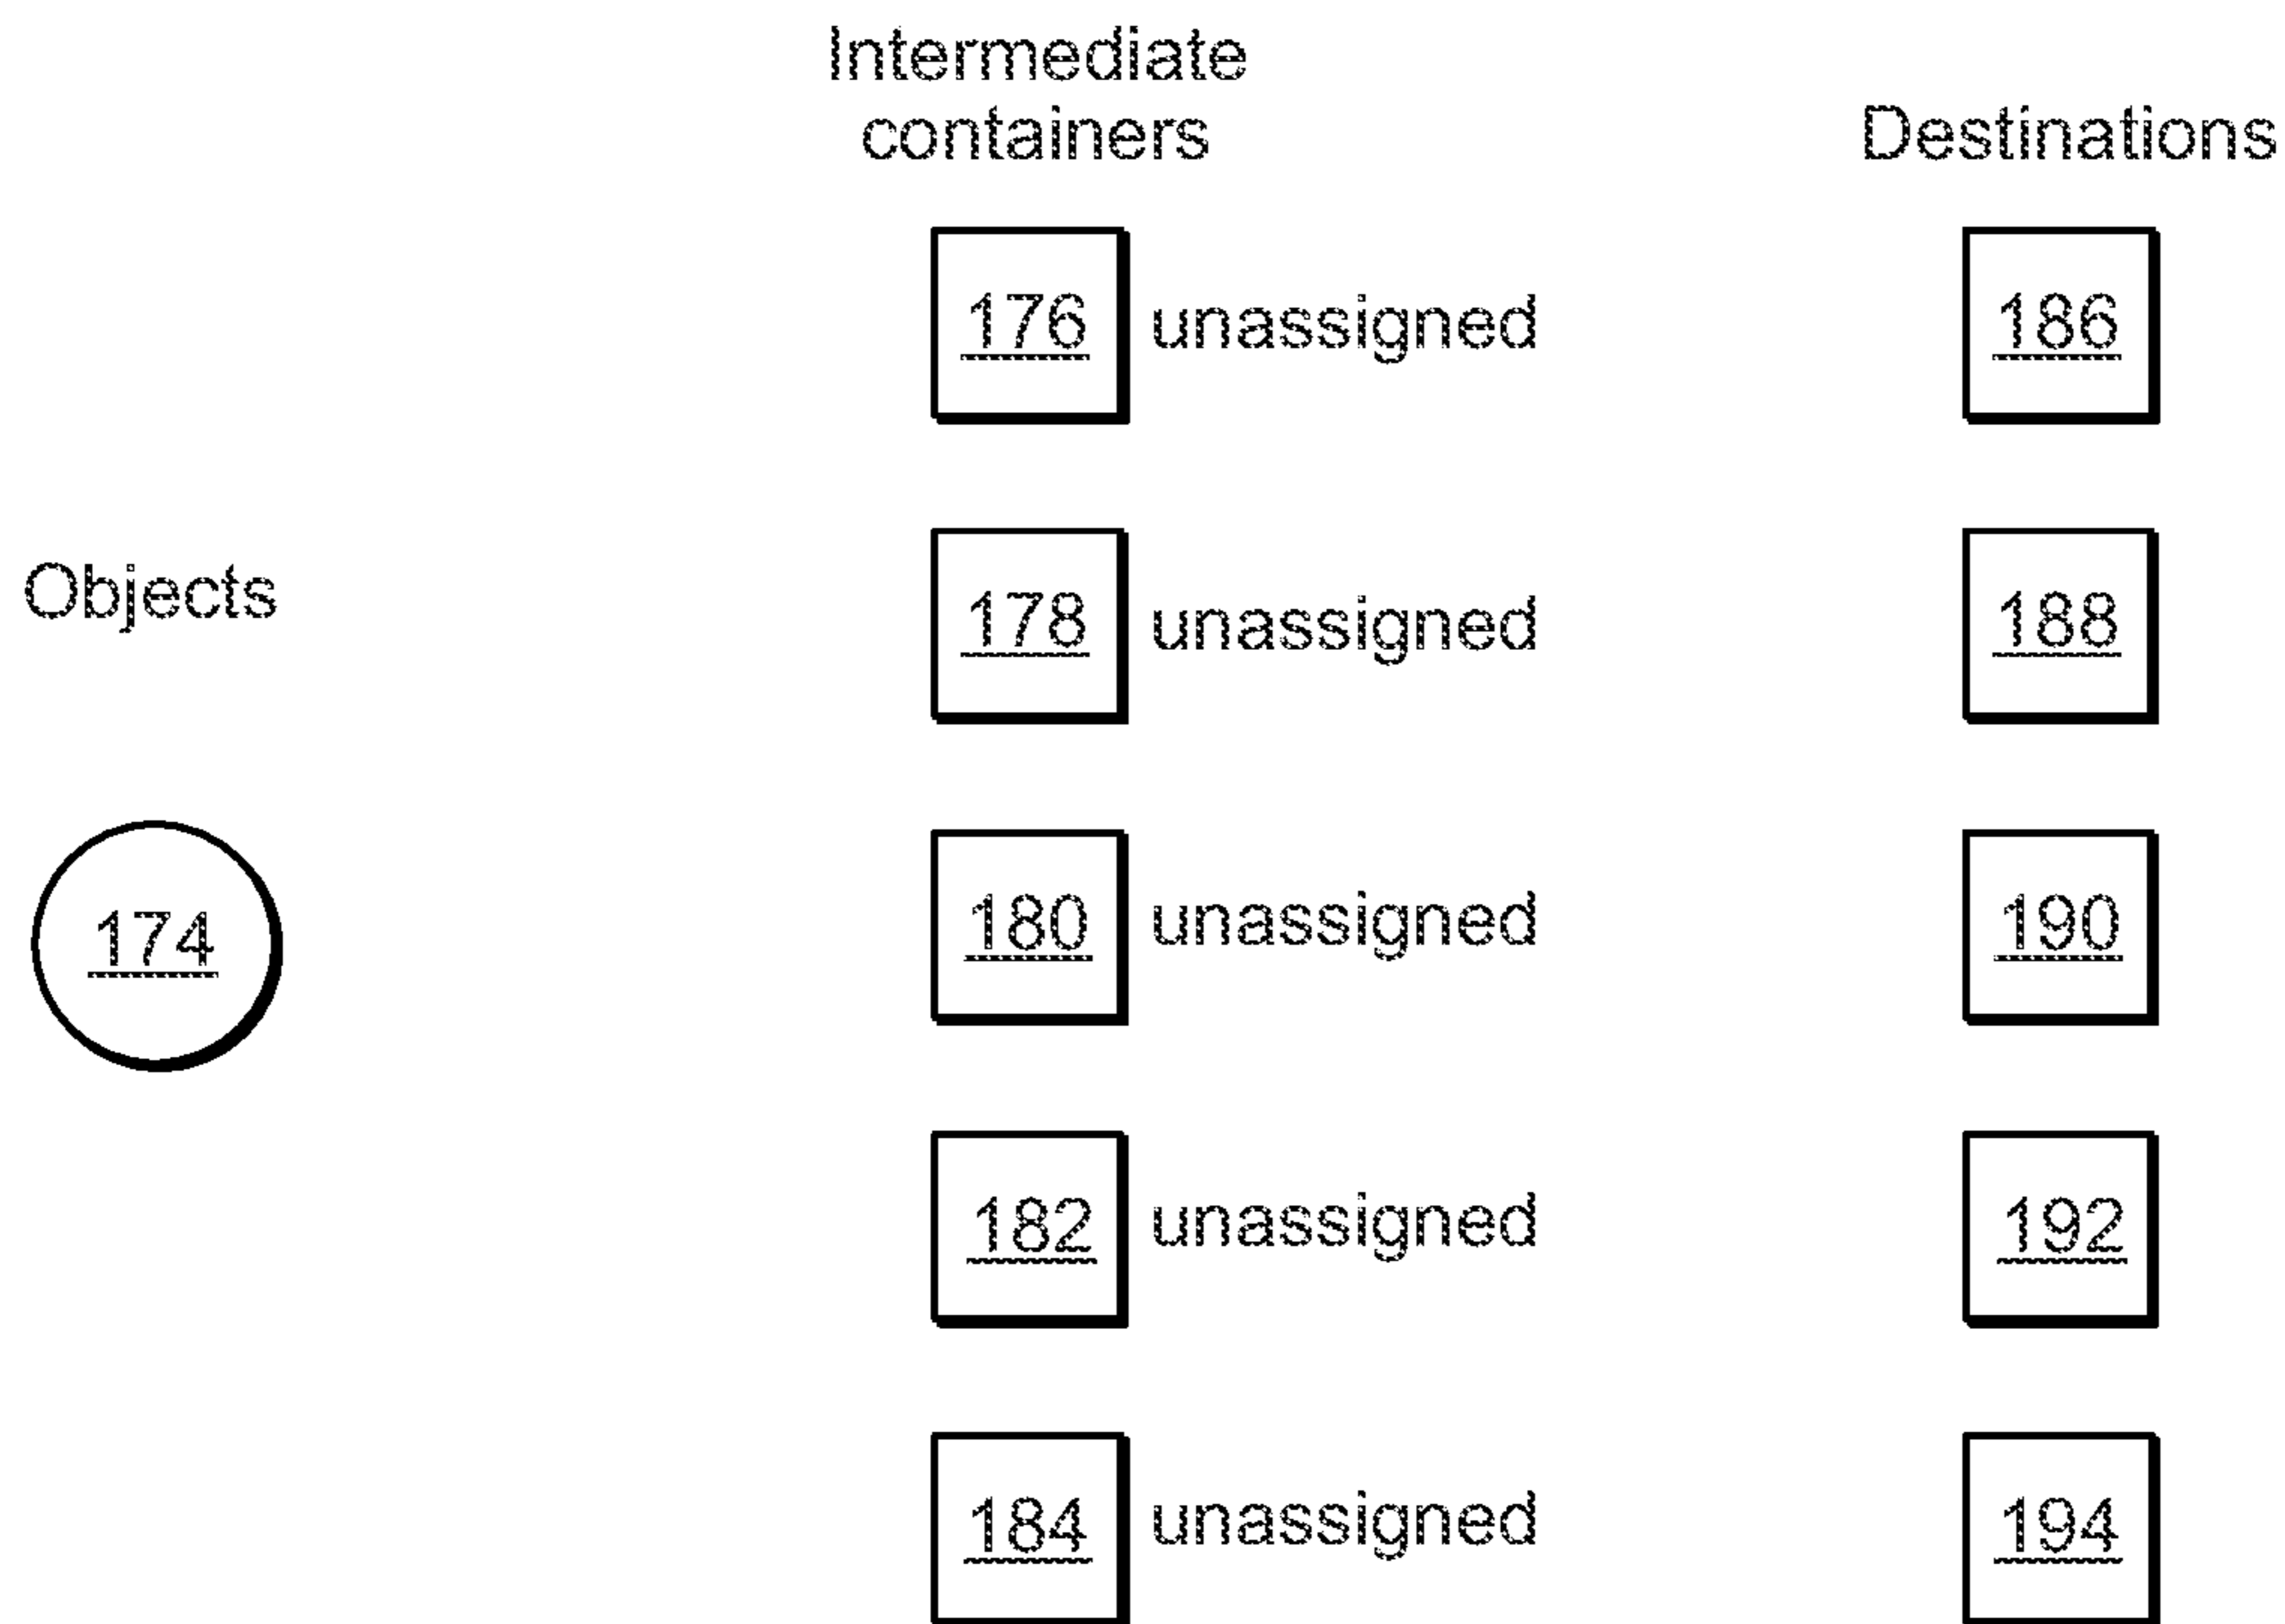 Intermediate
containers
Destinations
176 unassigned
186
Objects
178 unassigned
188
174
180 unassigned
190
182 unassigned
192
184 unassigned
194